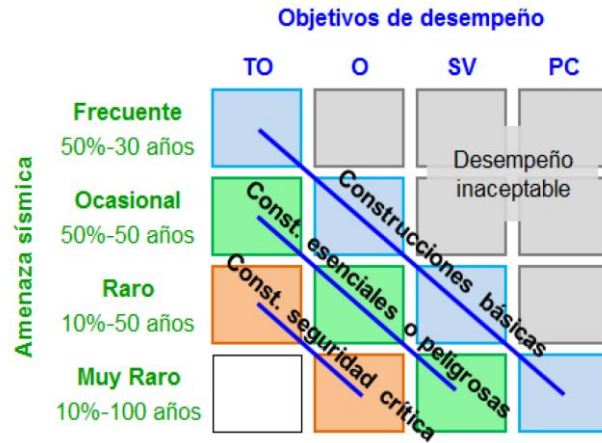 Objetivos de desempeño
TO O SV PC
Amenaza sísmica
Frecuente
50%-30 años
Ocasional
50%-50 años
Raro
10%-50 años
Muy Raro
10%-100 años
Desempeño
inaceptable
Construcciones básicas
Const. esenciales o peligrosas
Const. seguridad crítica